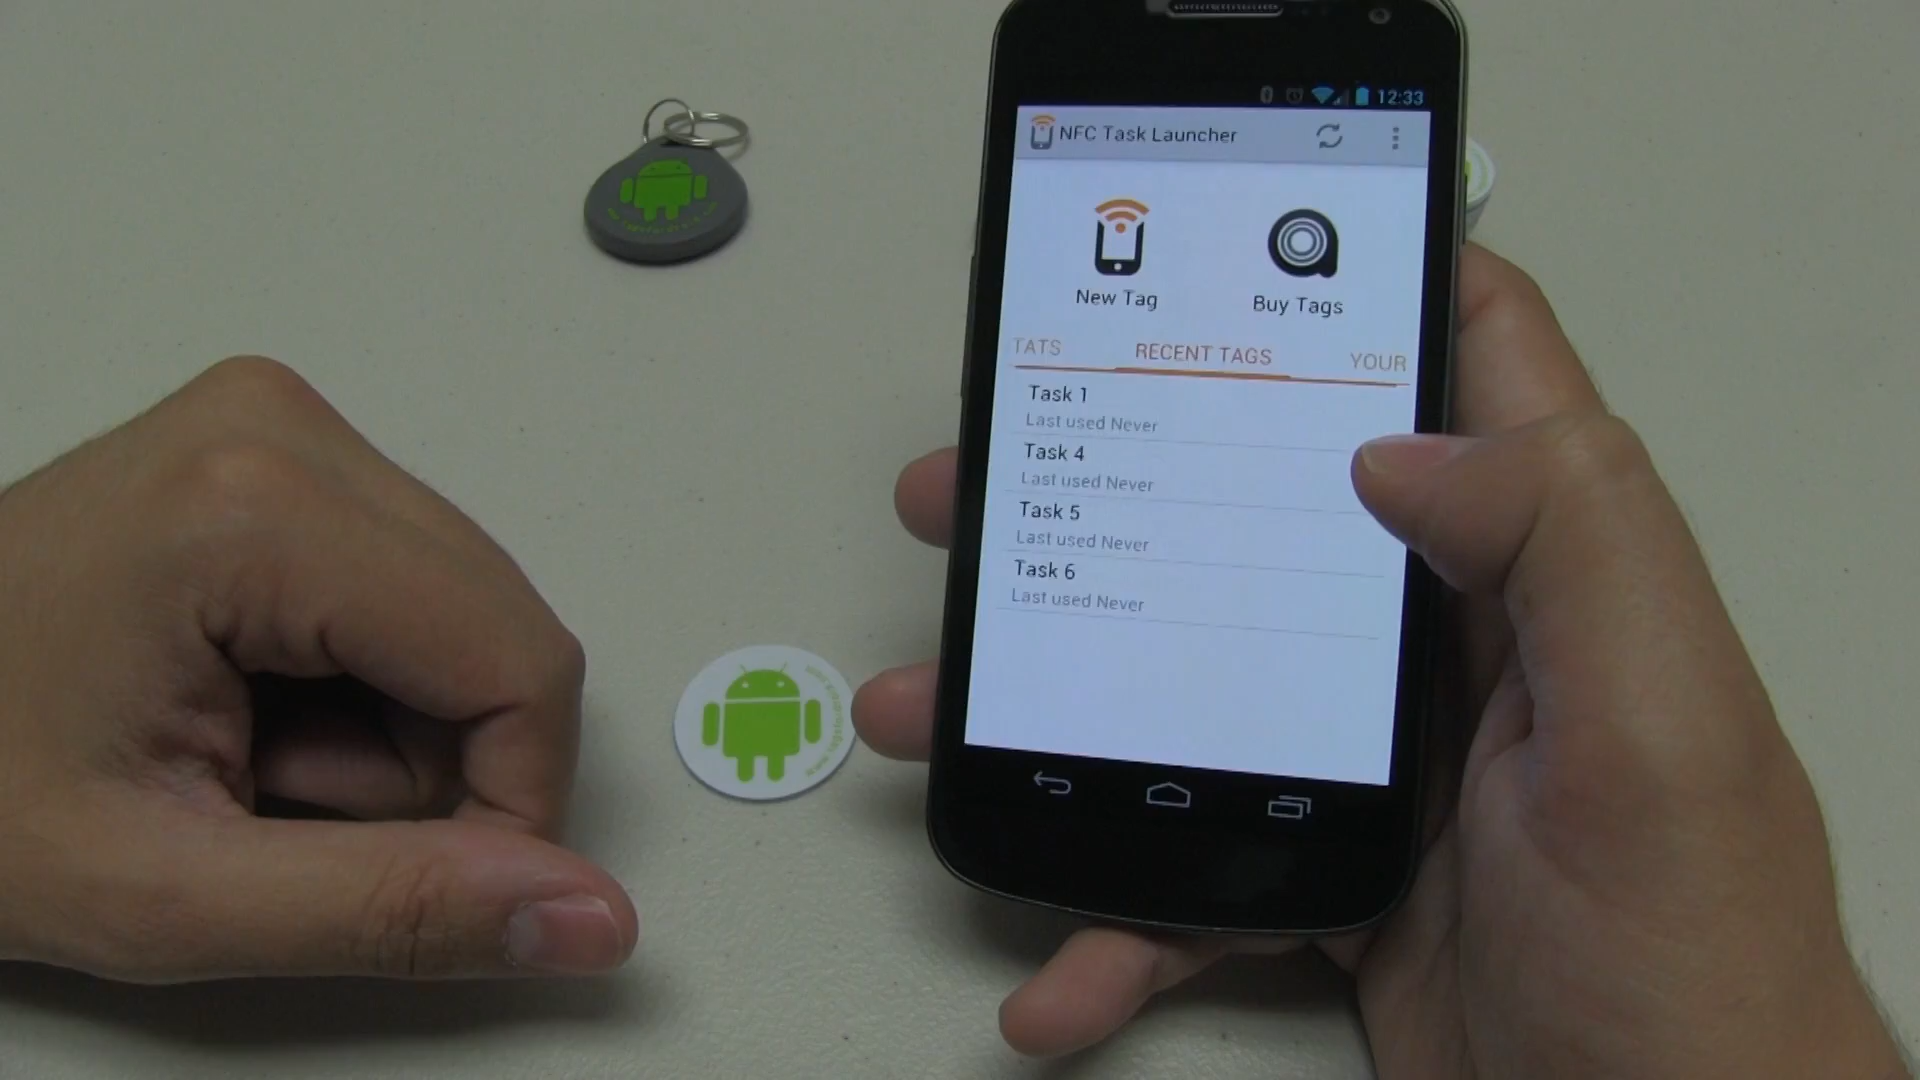 12:33
NFC Task Launcher
New Tag
Buy Tags
TATS RECENT TAGS YOUR
Task 1
Last used Never
Task 4
Last used Never
Task 5
Last used Never
Task 6
Last used Never